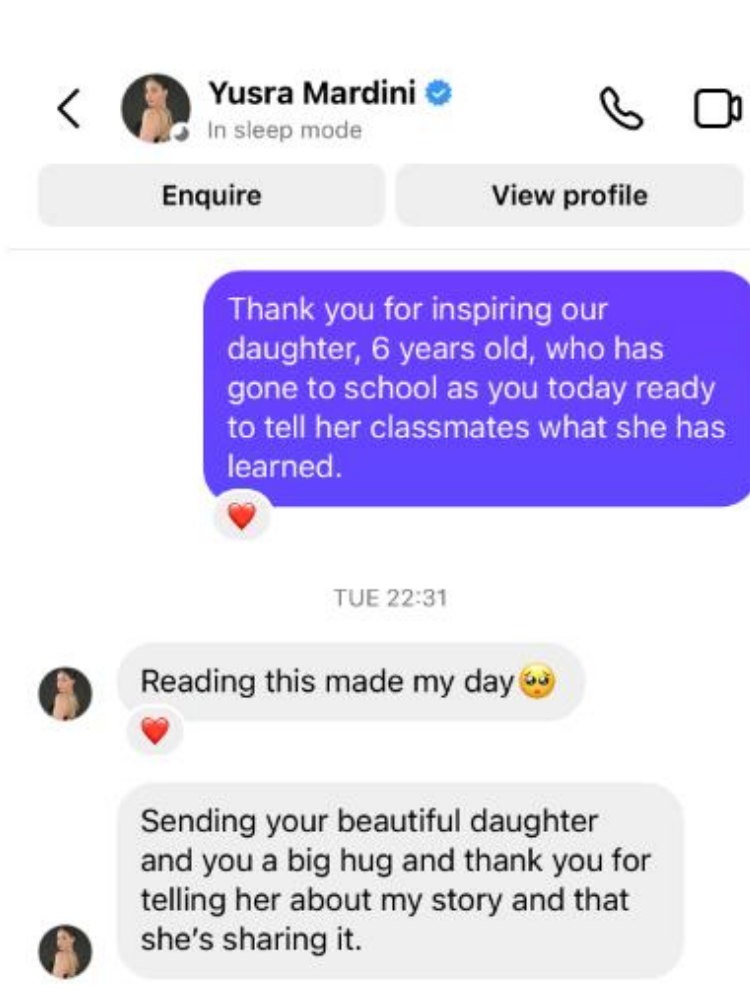 Yusra Mardini
In sleep mode
Enquire
View profile
Thank you for inspiring our
daughter, 6 years old, who has
gone to school as you today ready
to tell her classmates what she has
learned.
TUE 22:31
Reading this made my day🥺
Sending your beautiful daughter
and you a big hug and thank you for
telling her about my story and that
she's sharing it.